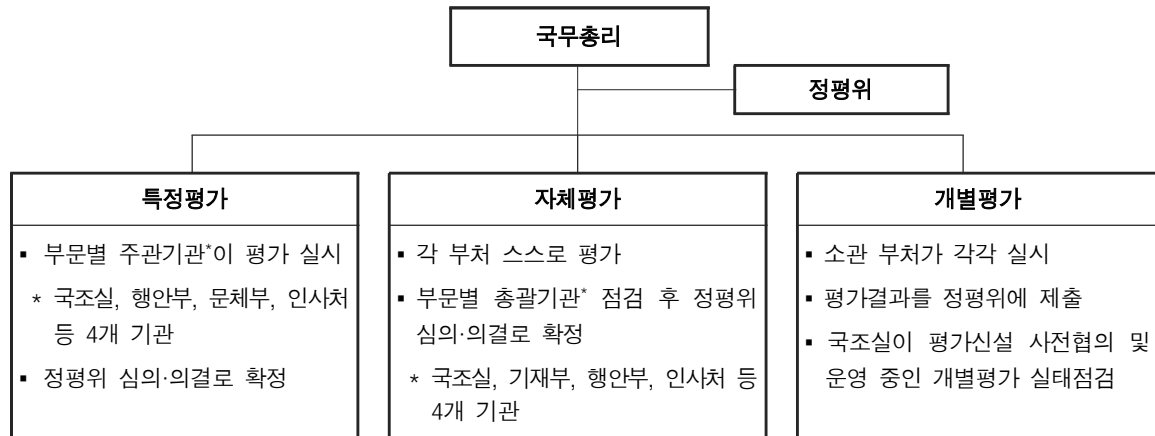 국무총리
정평위
특정평가
▪ 부문별 주관기관*이 평가 실시
* 국조실, 행안부, 문체부, 인사처
등 4개 기관
▪ 정평위 심의·의결로 확정
자체평가
▪ 각 부처 스스로 평가
▪ 부문별 총괄기관* 점검 후 정평위
심의·의결로 확정
* 국조실, 기재부, 행안부, 인사처 등
4개 기관
개별평가
▪ 소관 부처가 각각 실시
▪ 평가결과를 정평위에 제출
▪ 국조실이 평가신설 사전협의 및
운영 중인 개별평가 실태점검